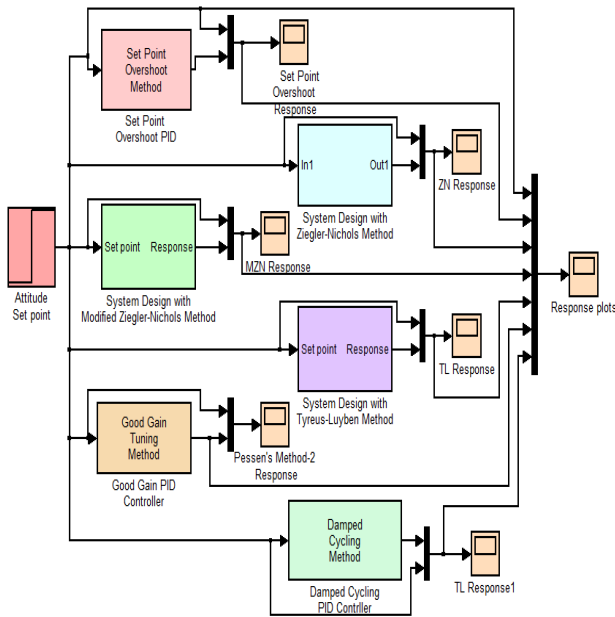 Set Point
Overshoot
Method
Set Point
Overshoot PID
Set Point
Overshoot
Response
In1
Out1
System Design with
Ziegler-Nichols Method
ZN Response
Attitude
Set point
Set point
Response
System Design with
Modified Ziegler-Nichols Method
MZN Response
Response plots
Set point
Response
System Design with
Tyreus-Luyben Method
TL Response
Good Gain
Tuning
Method
Good Gain PID
Controller
Pessen's Method-2
Response
Damped
Cycling
Method
Damped Cycling
PID Contrller
TL Response1